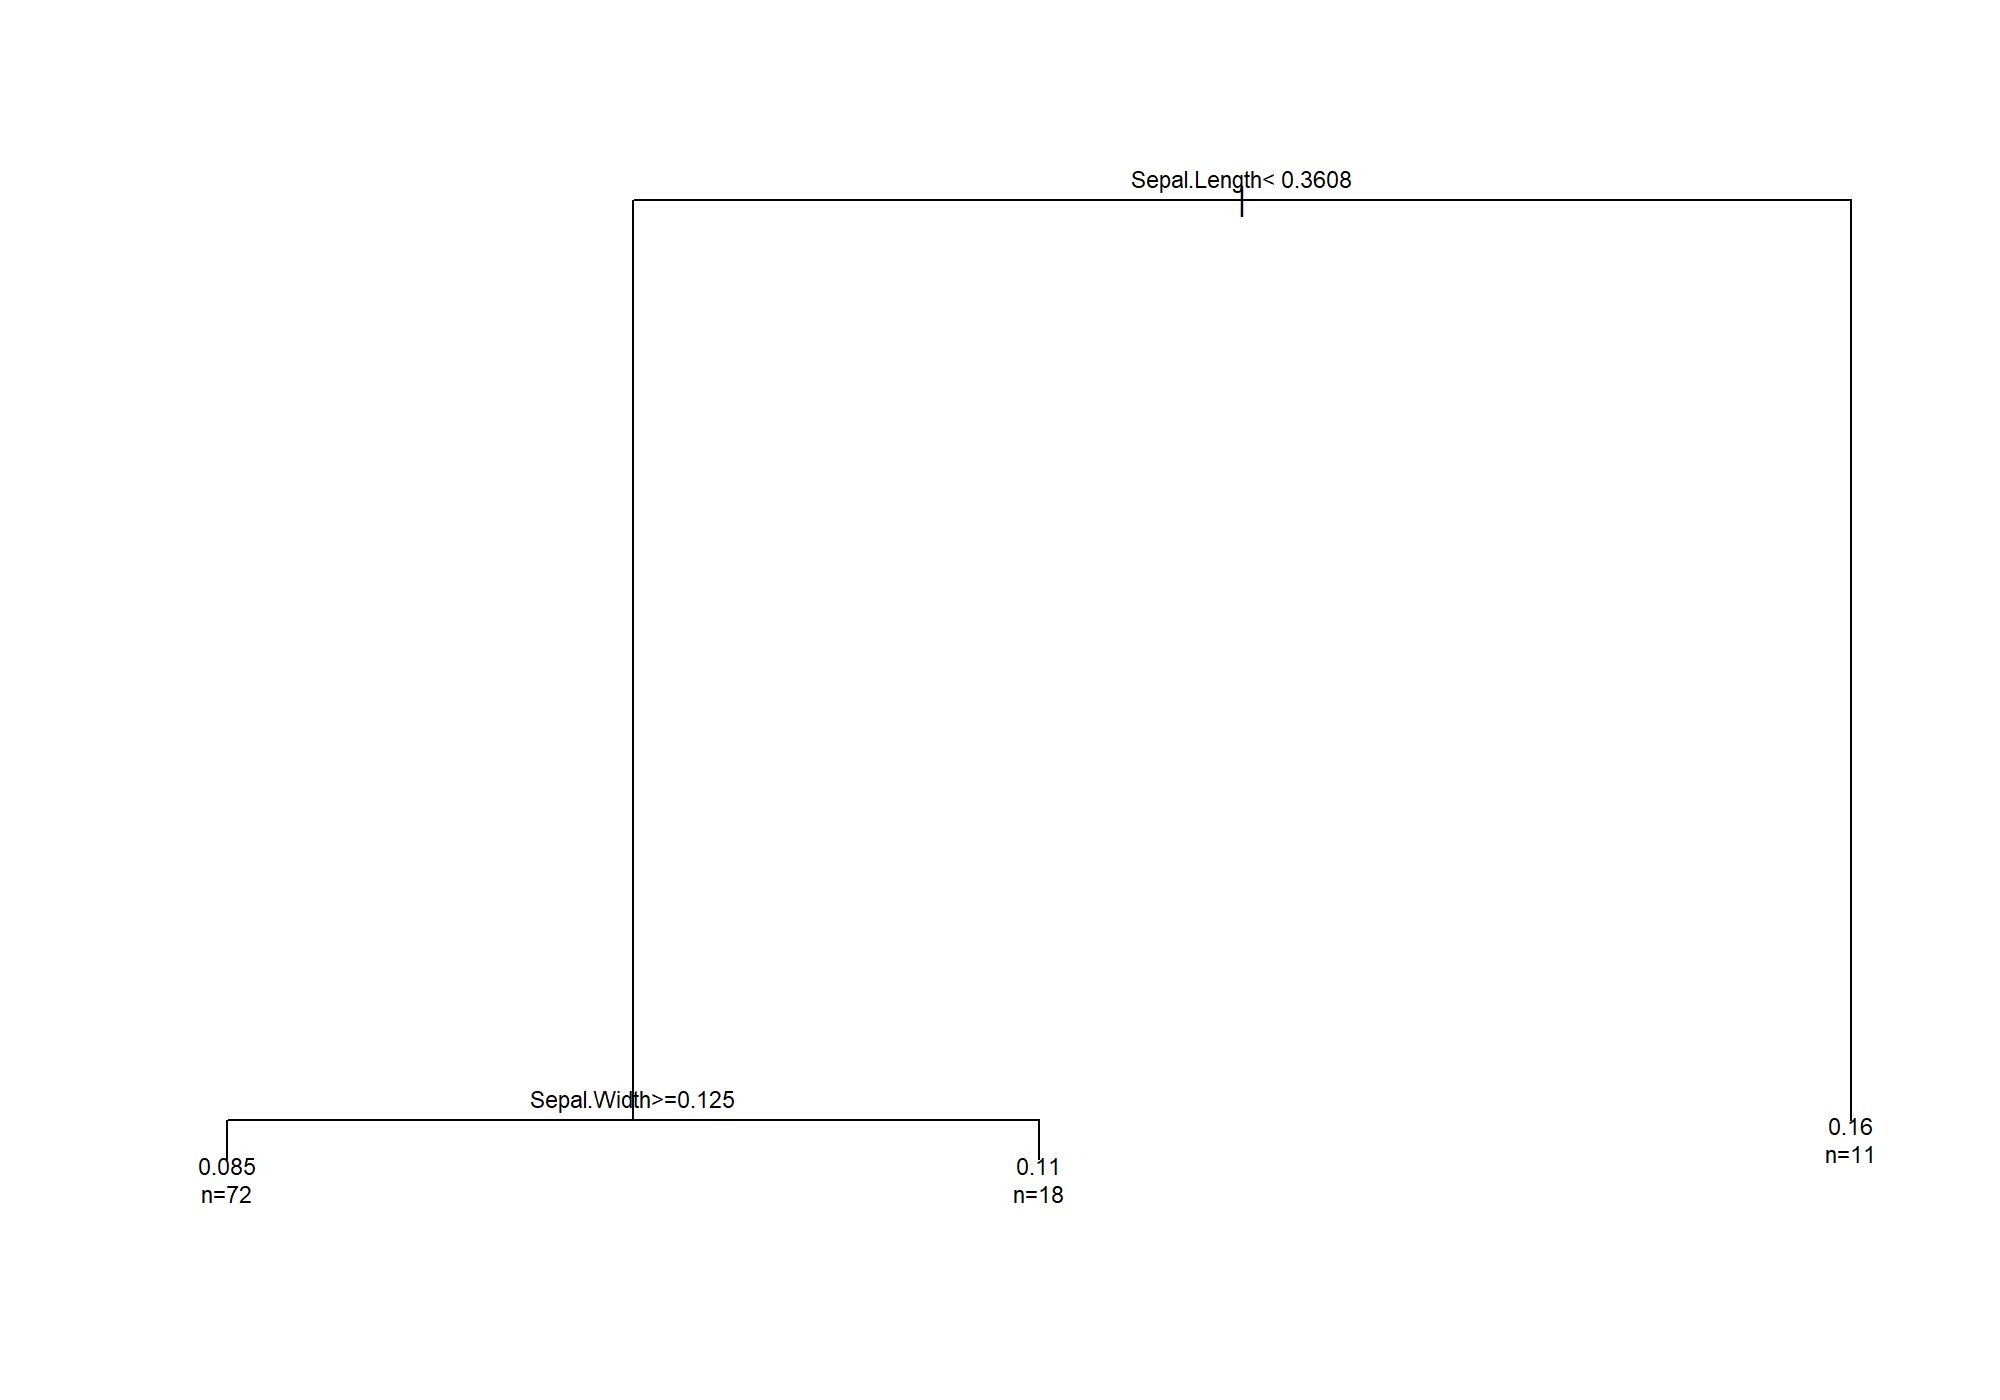 Sepal.Length< 0.3608
Sepal.Width>=0.125
0.085
n=72
0.11
n=18
0.16
n=11